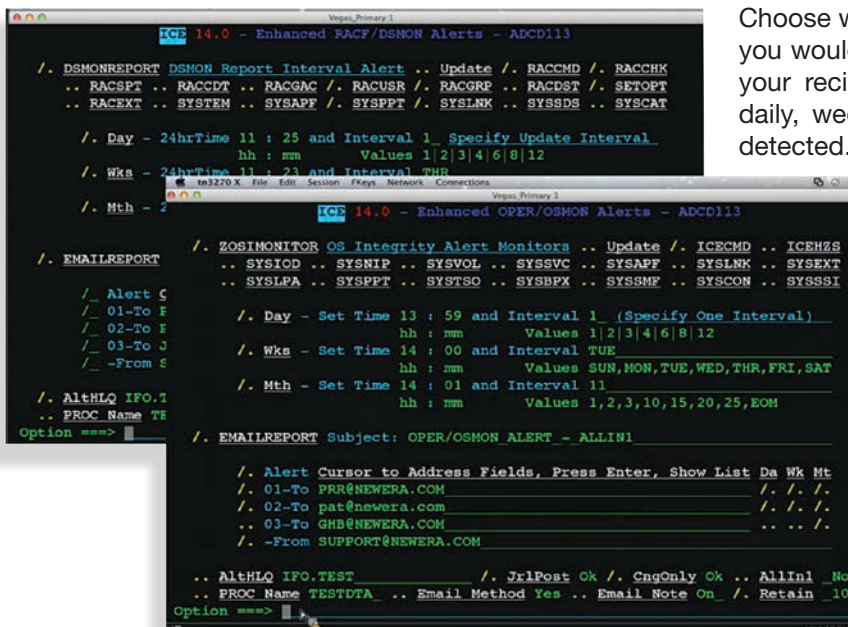 Vegas_Primary 1
ICE 14.0 - Enhanced RACF/DSMON Alerts - ADCD113
/. DSMONREPORT DSMON Report Interval Alert .. Update /. RACCMD /. RACCHK
.. RACSPT .. RACCDT .. RACGAC /. RACUSR /. RACGRP .. RACDST /. SETOPT
.. RACEXT .. SYSTEM .. SYSAPF /. SYSPPT /. SYSLNK .. SYSSDS .. SYSCAT
/. Day - 24hrTime 11 : 25 and Interval 1_ Specify Update Interval
hh : mm Values 1|2|3|4|6|8|12
/. Wks - 24hrTime 11 : 23 and Interval THR
/. Mth - 2
/. EMAILREPORT
/_ Alert C
/_ 01-To
/_ 02-To
/_ 03-To J
/_ -From S
/. AltHLQ IFO.T
.. PROC Name TE
Option ===>
Choose w
you would
your reci
daily, wee
detected.
tn3270 X File Edit Session FKeys Network Connections
Vegas_Primary 1
ICE 14.0 - Enhanced OPER/OSMON Alerts - ADCD113
/. ZOSIMONITOR OS Integrity Alert Monitors .. Update /. ICECMD .. ICEHZS
.. SYSIOD .. SYSNIP .. SYSVOL .. SYSSVC .. SYSAPF .. SYSLNK .. SYSEXT
.. SYSLPA .. SYSPPT .. SYSTSO .. SYSBPX .. SYSSMF .. SYSCON .. SYSSSI
/. Day - Set Time 13 : 59 and Interval 1_ (Specify One Interval)
hh : mm Values 1|2|3|4|6|8|12
/. Wks - Set Time 14 : 00 and Interval TUE
hh : mm Values SUN,MON,TUE,WED,THR,FRI,SAT
/. Mth - Set Time 14 : 01 and Interval 11
hh : mm Values 1,2,3,10,15,20,25,EOM
/. EMAILREPORT Subject: OPER/OSMON_ALERT_-_ALLIN1
/. Alert Cursor to Address Fields, Press Enter, Show List Da Wk Mt
/. 01-To PRR@NEWERA.COM /. /. /.
/. 02-To pat@newera.com /. /. /.
.. 03-To GHB@NEWERA.COM .. .. /.
/. -From SUPPORT@NEWERA.COM
.. AltHLQ IFO.TEST /. JrlPost Ok /. CngOnly Ok .. AllIn1 _No
.. PROC Name TESTDTA_ .. Email Method Yes .. Email Note On_ /. Retain _10
Option ===>